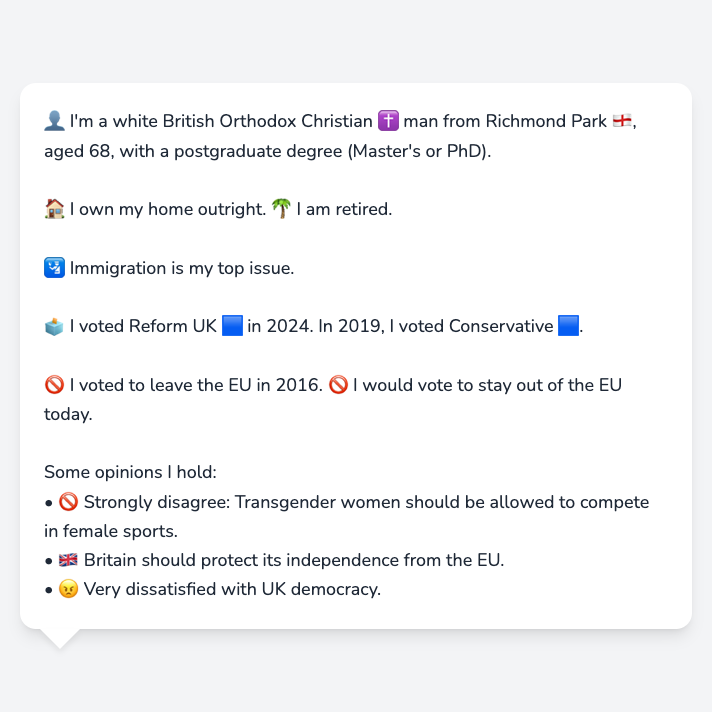 👤 I'm a white British Orthodox Christian ✝️ man from Richmond Park 🏴󠁧󠁢󠁥󠁮󠁧󠁿,
aged 68, with a postgraduate degree (Master's or PhD).
🏠 I own my home outright. 🌴 I am retired.
🛂 Immigration is my top issue.
🗳️ I voted Reform UK 🟦 in 2024. In 2019, I voted Conservative 🟦.
🚫 I voted to leave the EU in 2016. 🚫 I would vote to stay out of the EU
today.
Some opinions I hold:
• 🚫 Strongly disagree: Transgender women should be allowed to compete
in female sports.
• 🇬🇧 Britain should protect its independence from the EU.
• 😠 Very dissatisfied with UK democracy.